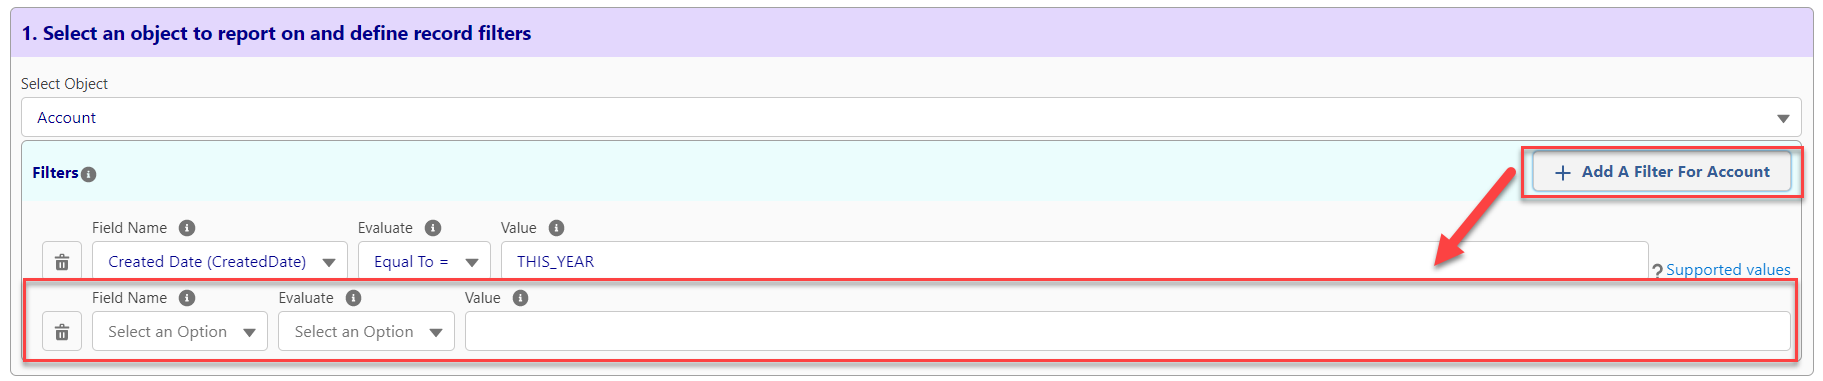 1. Select an object to report on and define record filters
Select Object
Account
Filters
+ Add A Filter For Account
Field Name Evaluate Value
Created Date (CreatedDate) Equal To = THIS_YEAR
? Supported values
Field Name Evaluate Value
Select an Option Select an Option